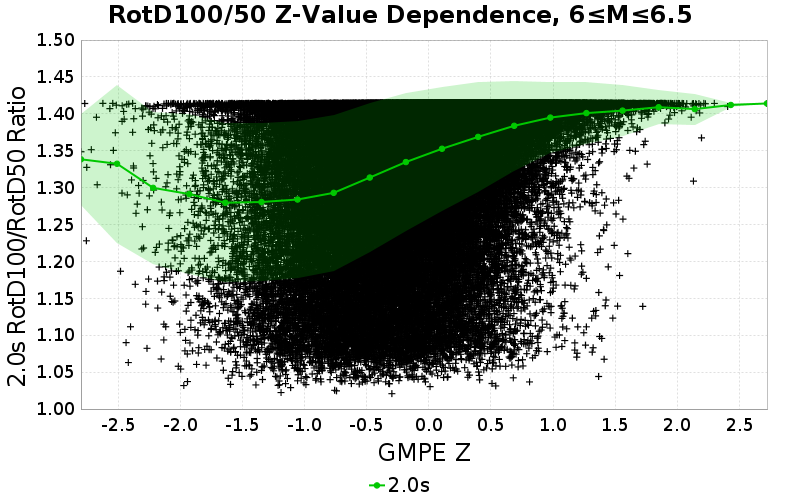 RotD100/50 Z-Value Dependence, 6≤M≤6.5
2.0s RotD100/RotD50 Ratio
1.50
1.45
1.40
1.35
1.30
1.25
1.20
1.15
1.10
1.05
1.00
-2.5 -2.0 -1.5 -1.0 -0.5 0.0 0.5 1.0 1.5 2.0 2.5
GMPE Z
2.0s